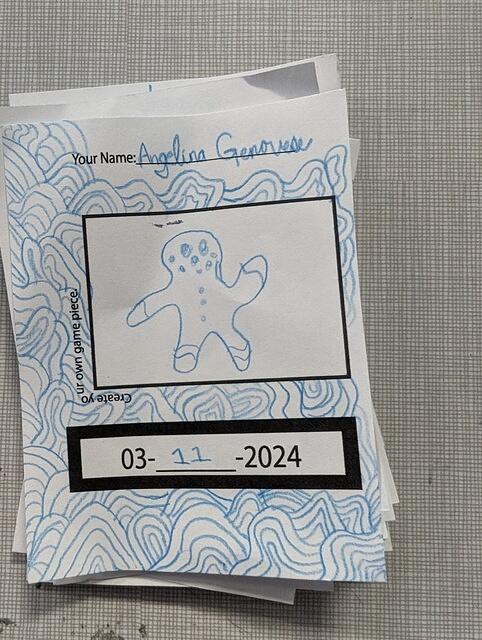 Your Name: Angelina Genovese
Create your own game piece.
03- 11 -2024